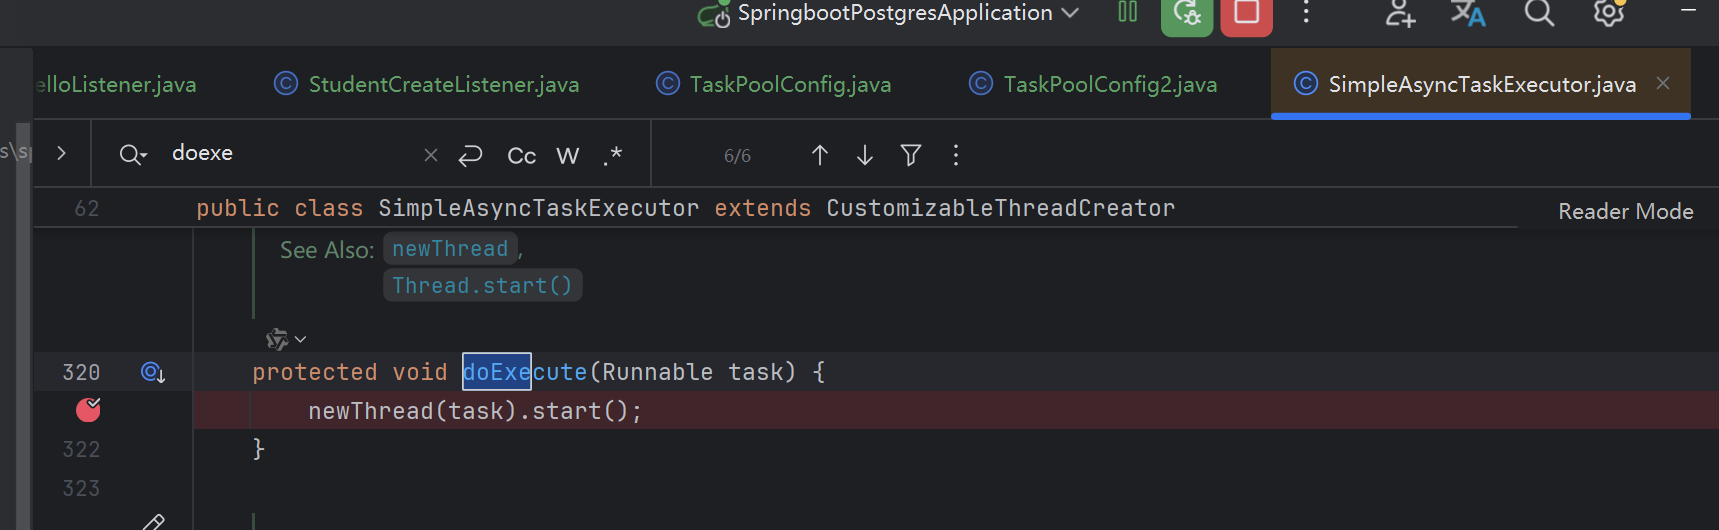 SpringbootPostgresApplication
elloListener.java StudentCreateListener.java TaskPoolConfig.java TaskPoolConfig2.java SimpleAsyncTaskExecutor.java
s\sp doexe Cc W .* 6/6
62 public class SimpleAsyncTaskExecutor extends CustomizableThreadCreator
Reader Mode
See Also: newThread,
Thread.start()
320 protected void doExecute(Runnable task) {
newThread(task).start();
322 }
323